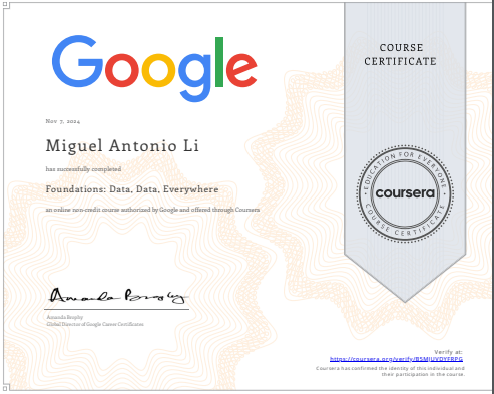 Google
COURSE
CERTIFICATE
Nov 7, 2024
Miguel Antonio Li
has successfully completed
Foundations: Data, Data, Everywhere
an online non-credit course authorized by Google and offered through Coursera
EDUCATION FOR EVERYONE
coursera
COURSE CERTIFICATE
Amanda Brophy
Amanda Brophy
Global Director of Google Career Certificates
Verify at:
https://coursera.org/verify/
Coursera has confirmed the identity of this individual and
their participation in the course.